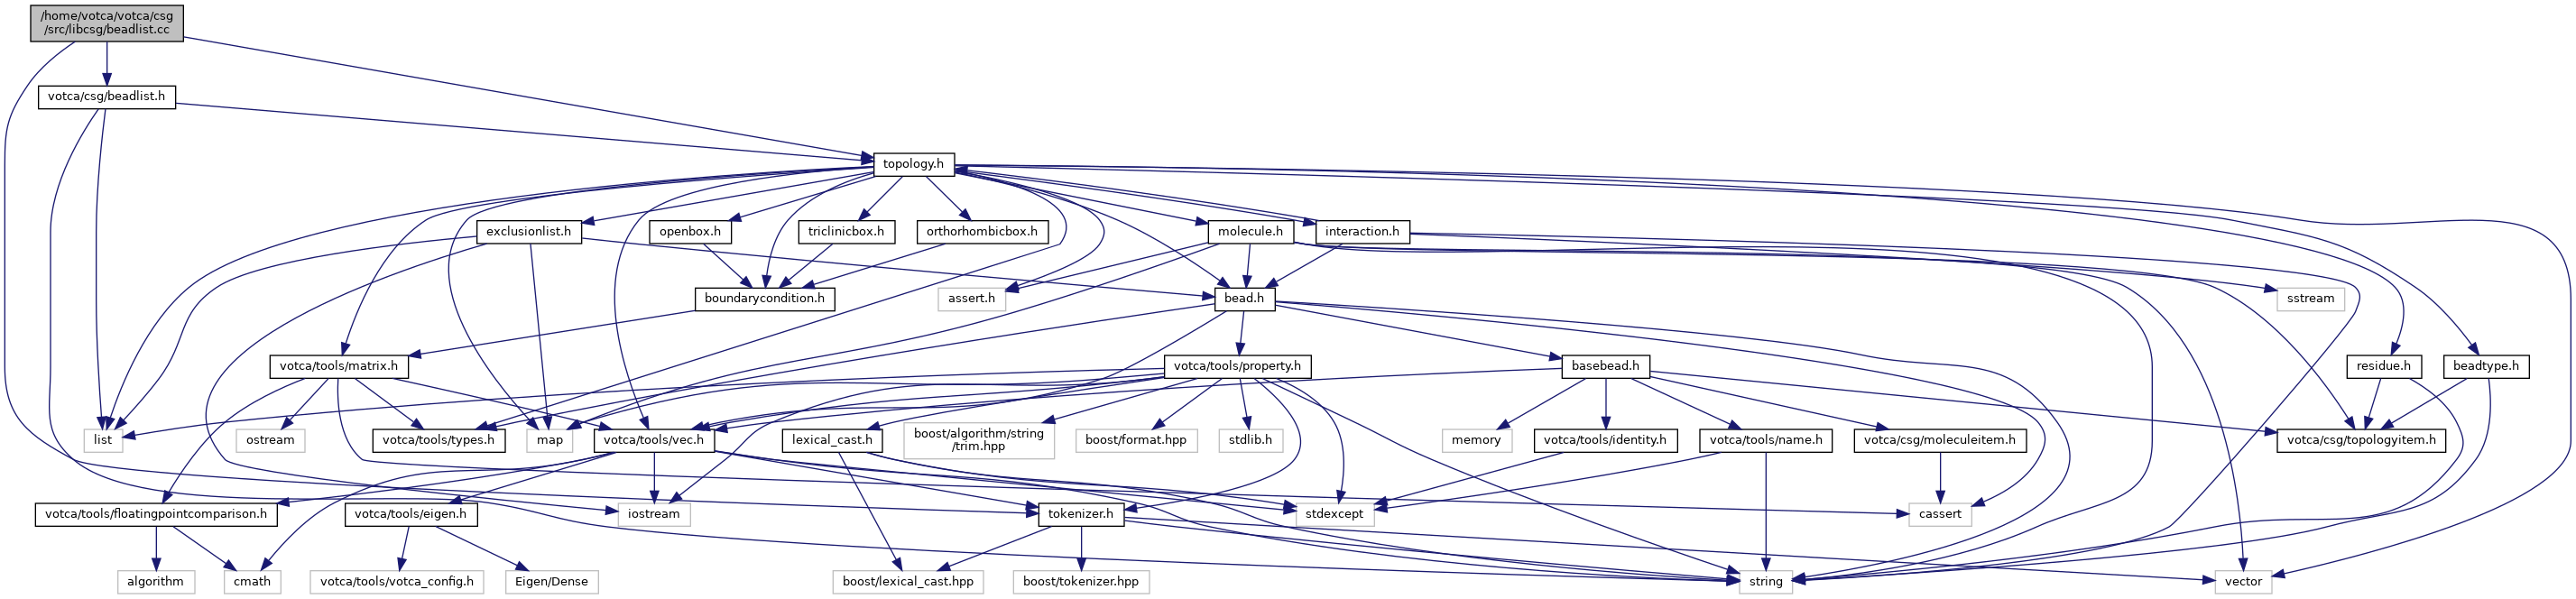 /home/votca/votca/csg
/src/libcsg/beadlist.cc
votca/csg/beadlist.h
topology.h
exclusionlist.h
openbox.h
triclinicbox.h
orthorhombicbox.h
molecule.h
interaction.h
boundarycondition.h
assert.h
bead.h
sstream
votca/tools/matrix.h
votca/tools/property.h
basebead.h
residue.h
beadtype.h
list
ostream
votca/tools/types.h
map
votca/tools/vec.h
lexical_cast.h
boost/algorithm/string
/trim.hpp
boost/format.hpp
stdlib.h
memory
votca/tools/identity.h
votca/tools/name.h
votca/csg/moleculeitem.h
votca/csg/topologyitem.h
votca/tools/floatingpointcomparison.h
votca/tools/eigen.h
iostream
tokenizer.h
stdexcept
cassert
algorithm
cmath
votca/tools/votca_config.h
Eigen/Dense
boost/lexical_cast.hpp
boost/tokenizer.hpp
string
vector